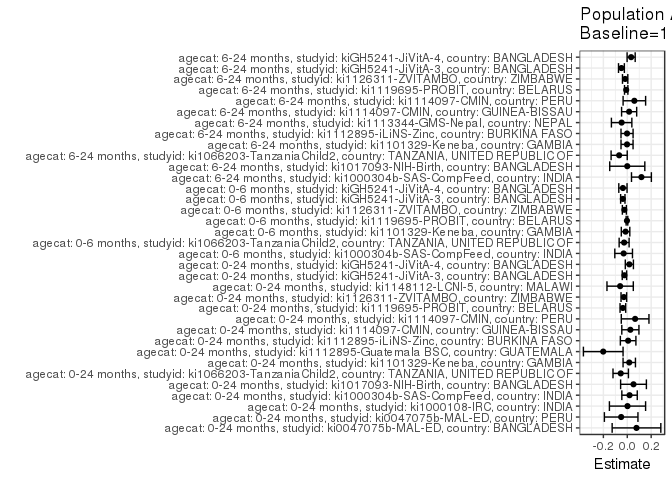 Population A
Baseline=1
agecat: 6-24 months, studyid: kiGH5241-JiVitA-4, country: BANGLADESH
agecat: 6-24 months, studyid: kiGH5241-JiVitA-3, country: BANGLADESH
agecat: 6-24 months, studyid: ki1126311-ZVITAMBO, country: ZIMBABWE
agecat: 6-24 months, studyid: ki1119695-PROBIT, country: BELARUS
agecat: 6-24 months, studyid: ki1114097-CMIN, country: PERU
agecat: 6-24 months, studyid: ki1114097-CMIN, country: GUINEA-BISSAU
agecat: 6-24 months, studyid: ki1113344-GMS-Nepal, country: NEPAL
agecat: 6-24 months, studyid: ki1112895-iLiNS-Zinc, country: BURKINA FASO
agecat: 6-24 months, studyid: ki1101329-Keneba, country: GAMBIA
agecat: 6-24 months, studyid: ki1066203-TanzaniaChild2, country: TANZANIA, UNITED REPUBLIC OF
agecat: 6-24 months, studyid: ki1017093-NIH-Birth, country: BANGLADESH
agecat: 6-24 months, studyid: ki1000304b-SAS-CompFeed, country: INDIA
agecat: 0-6 months, studyid: kiGH5241-JiVitA-4, country: BANGLADESH
agecat: 0-6 months, studyid: kiGH5241-JiVitA-3, country: BANGLADESH
agecat: 0-6 months, studyid: ki1126311-ZVITAMBO, country: ZIMBABWE
agecat: 0-6 months, studyid: ki1119695-PROBIT, country: BELARUS
agecat: 0-6 months, studyid: ki1101329-Keneba, country: GAMBIA
agecat: 0-6 months, studyid: ki1066203-TanzaniaChild2, country: TANZANIA, UNITED REPUBLIC OF
agecat: 0-6 months, studyid: ki1000304b-SAS-CompFeed, country: INDIA
agecat: 0-24 months, studyid: kiGH5241-JiVitA-4, country: BANGLADESH
agecat: 0-24 months, studyid: kiGH5241-JiVitA-3, country: BANGLADESH
agecat: 0-24 months, studyid: ki1148112-LCNI-5, country: MALAWI
agecat: 0-24 months, studyid: ki1126311-ZVITAMBO, country: ZIMBABWE
agecat: 0-24 months, studyid: ki1119695-PROBIT, country: BELARUS
agecat: 0-24 months, studyid: ki1114097-CMIN, country: PERU
agecat: 0-24 months, studyid: ki1114097-CMIN, country: GUINEA-BISSAU
agecat: 0-24 months, studyid: ki1112895-iLiNS-Zinc, country: BURKINA FASO
agecat: 0-24 months, studyid: ki1112895-Guatemala BSC, country: GUATEMALA
agecat: 0-24 months, studyid: ki1101329-Keneba, country: GAMBIA
agecat: 0-24 months, studyid: ki1066203-TanzaniaChild2, country: TANZANIA, UNITED REPUBLIC OF
agecat: 0-24 months, studyid: ki1017093-NIH-Birth, country: BANGLADESH
agecat: 0-24 months, studyid: ki1000304b-SAS-CompFeed, country: INDIA
agecat: 0-24 months, studyid: ki1000108-IRC, country: INDIA
agecat: 0-24 months, studyid: ki0047075b-MAL-ED, country: PERU
agecat: 0-24 months, studyid: ki0047075b-MAL-ED, country: BANGLADESH
-0.2 0.0 0.2
Estimate